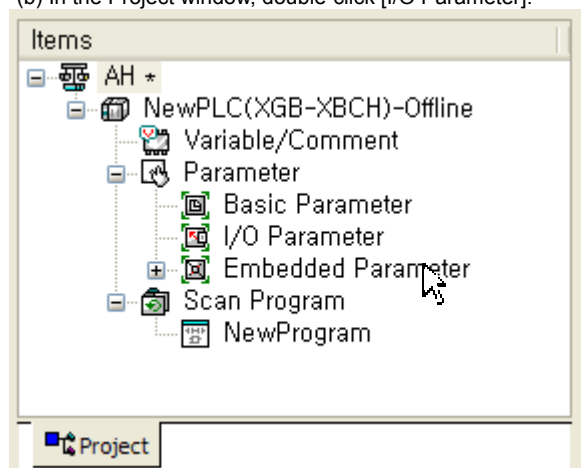 (b) In the Project window, double-click [I/O Parameter].
Items
AH *
NewPLC(XGB-XBCH)-Offline
Variable/Comment
Parameter
Basic Parameter
I/O Parameter
Embedded Parameter
Scan Program
NewProgram
Project